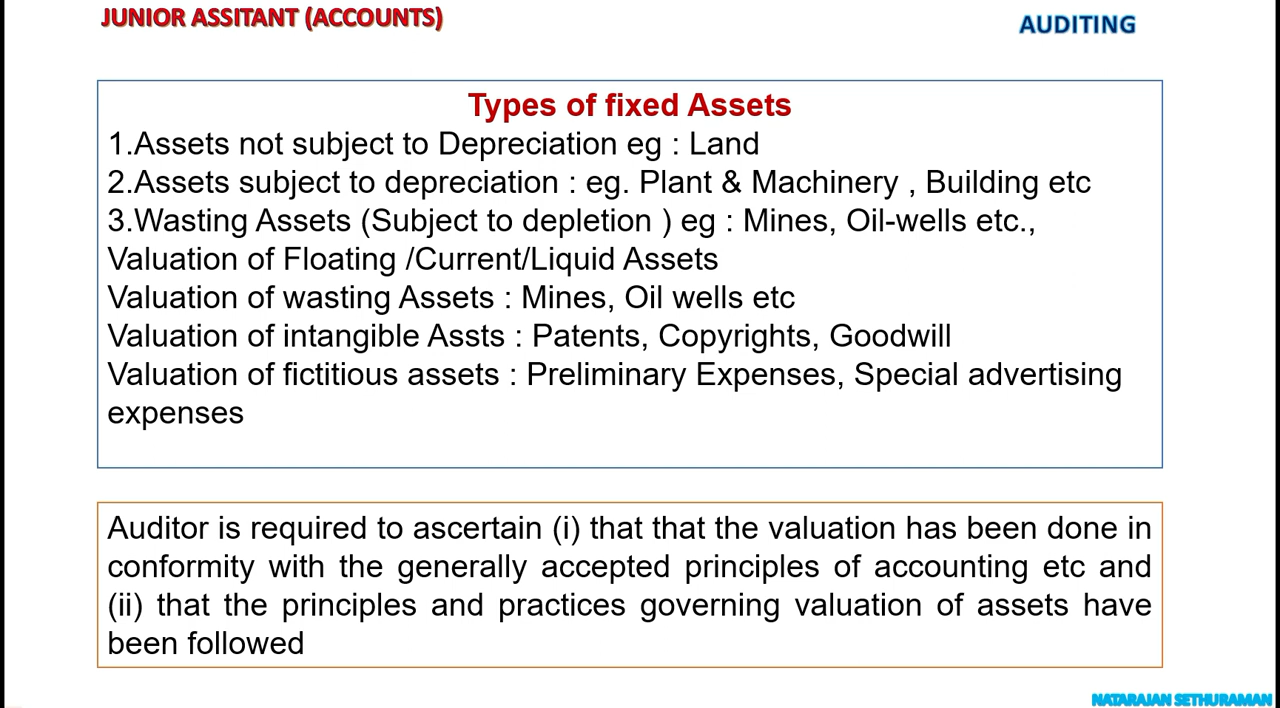 JUNIOR ASSITANT (ACCOUNTS)
AUDITING
Types of fixed Assets
1.Assets not subject to Depreciation eg : Land
2.Assets subject to depreciation : eg. Plant & Machinery , Building etc
3.Wasting Assets (Subject to depletion ) eg : Mines, Oil-wells etc.,
Valuation of Floating /Current/Liquid Assets
Valuation of wasting Assets : Mines, Oil wells etc
Valuation of intangible Assts : Patents, Copyrights, Goodwill
Valuation of fictitious assets : Preliminary Expenses, Special advertising
expenses
Auditor is required to ascertain (i) that that the valuation has been done in
conformity with the generally accepted principles of accounting etc and
(ii) that the principles and practices governing valuation of assets have
been followed
NATARAJAN SETHURAMAN